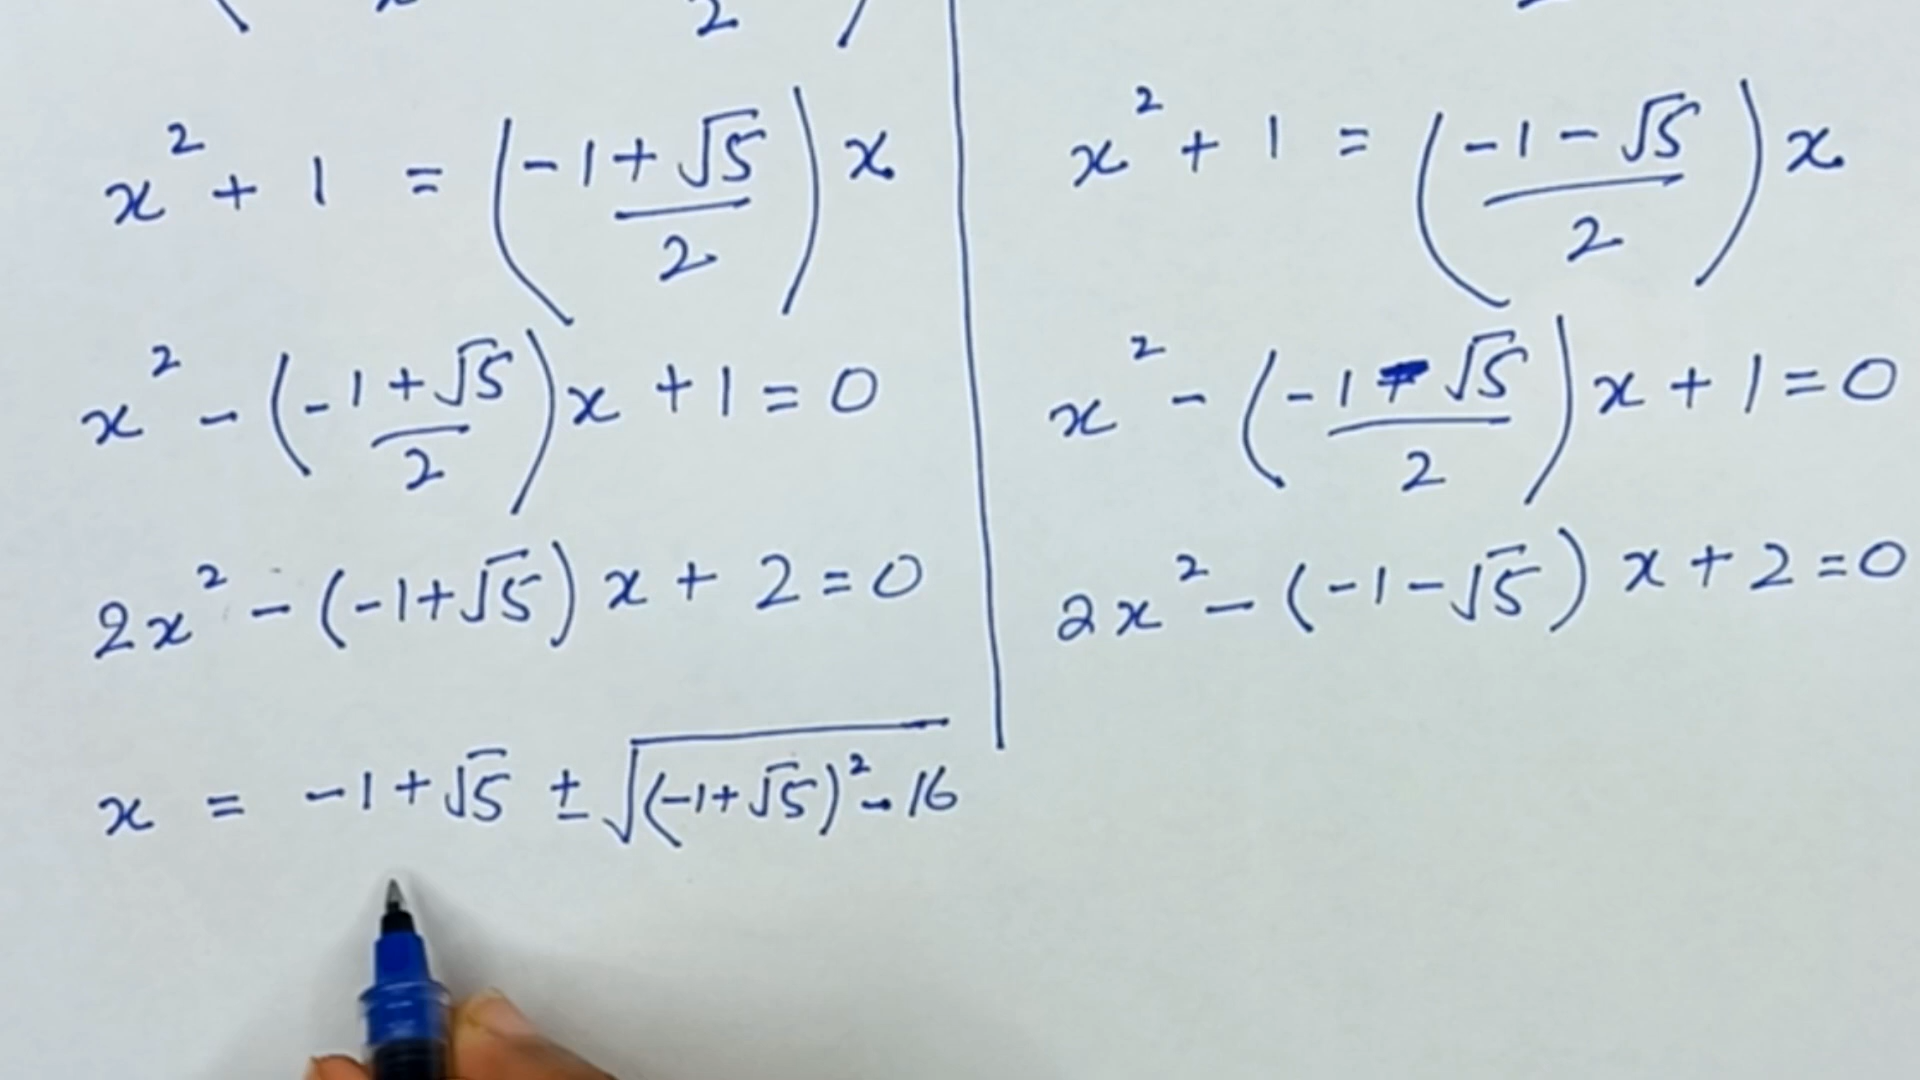 x² + 1 = (-1+√5/2) x
x² - (-1+√5/2) x + 1 = 0
2x² - (-1+√5) x + 2 = 0
x = -1+√5 ± √(-1+√5)² - 16
x² + 1 = (-1-√5/2) x
x² - (-1-√5/2) x + 1 = 0
2x² - (-1-√5) x + 2 = 0